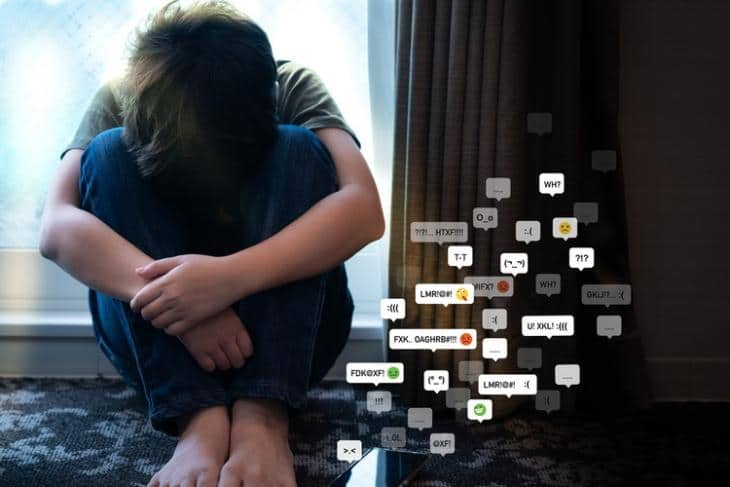 WH?
....
O_o
:.(
?!?!... HTXF!!!!
T-T
(¬_¬)
?!?
#!FX?
WH?
LMR!@#!
GKU!?... :(
:(((
:(
U! XKL! :(((
....
FXK.. OAGHRB#!!!
....
FDK@XF!
(*_*)
LMR!@#! :(
....
!!!
:(
....
LOL
@XF!
>.<